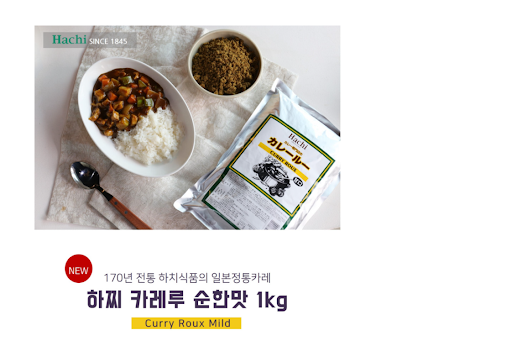 Hachi SINCE 1845
Hachi
カレールー
CURRY ROUX
NEW
170년 전통 하치식품의 일본정통카레
하찌 카레루 순한맛 1kg
Curry Roux Mild